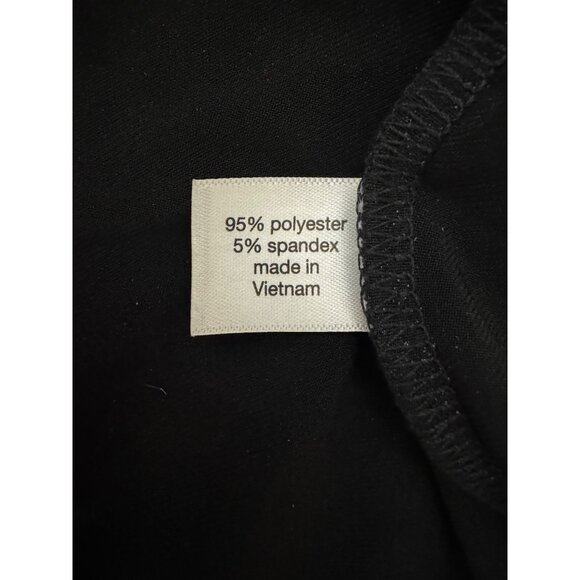 95% polyester
5% spandex
made in
Vietnam